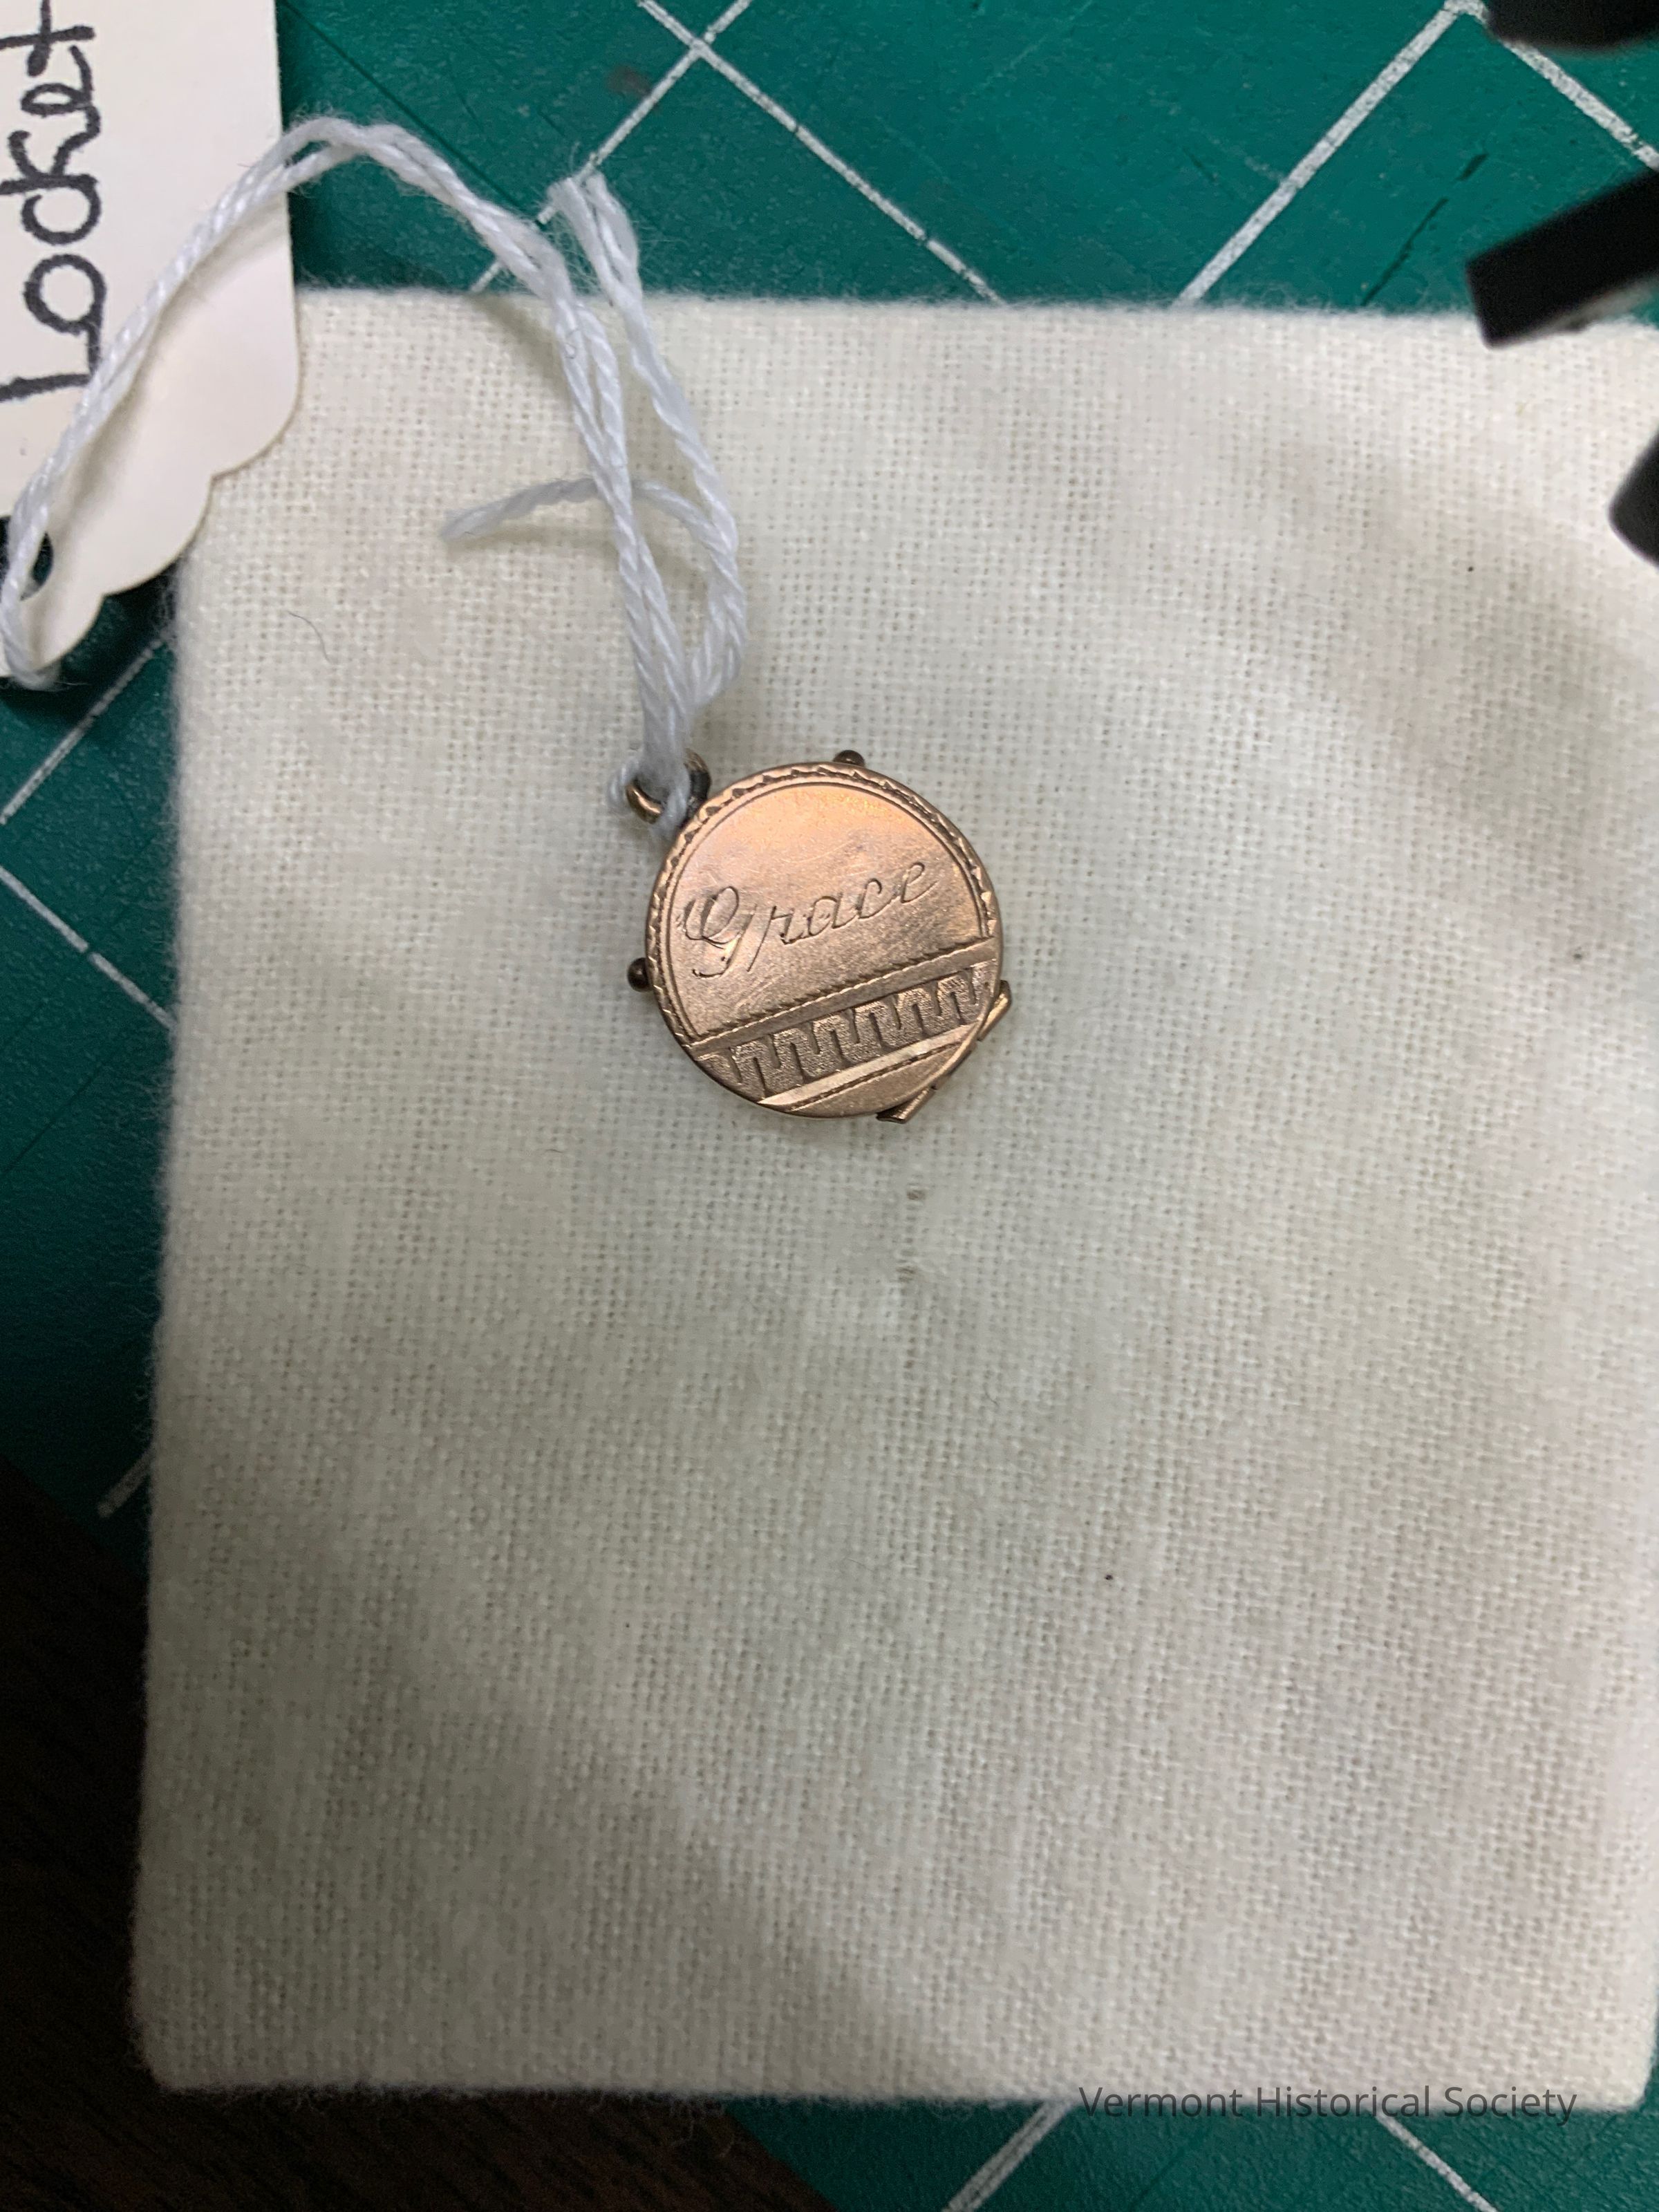 Locket
Grace
Vermont Historical Society